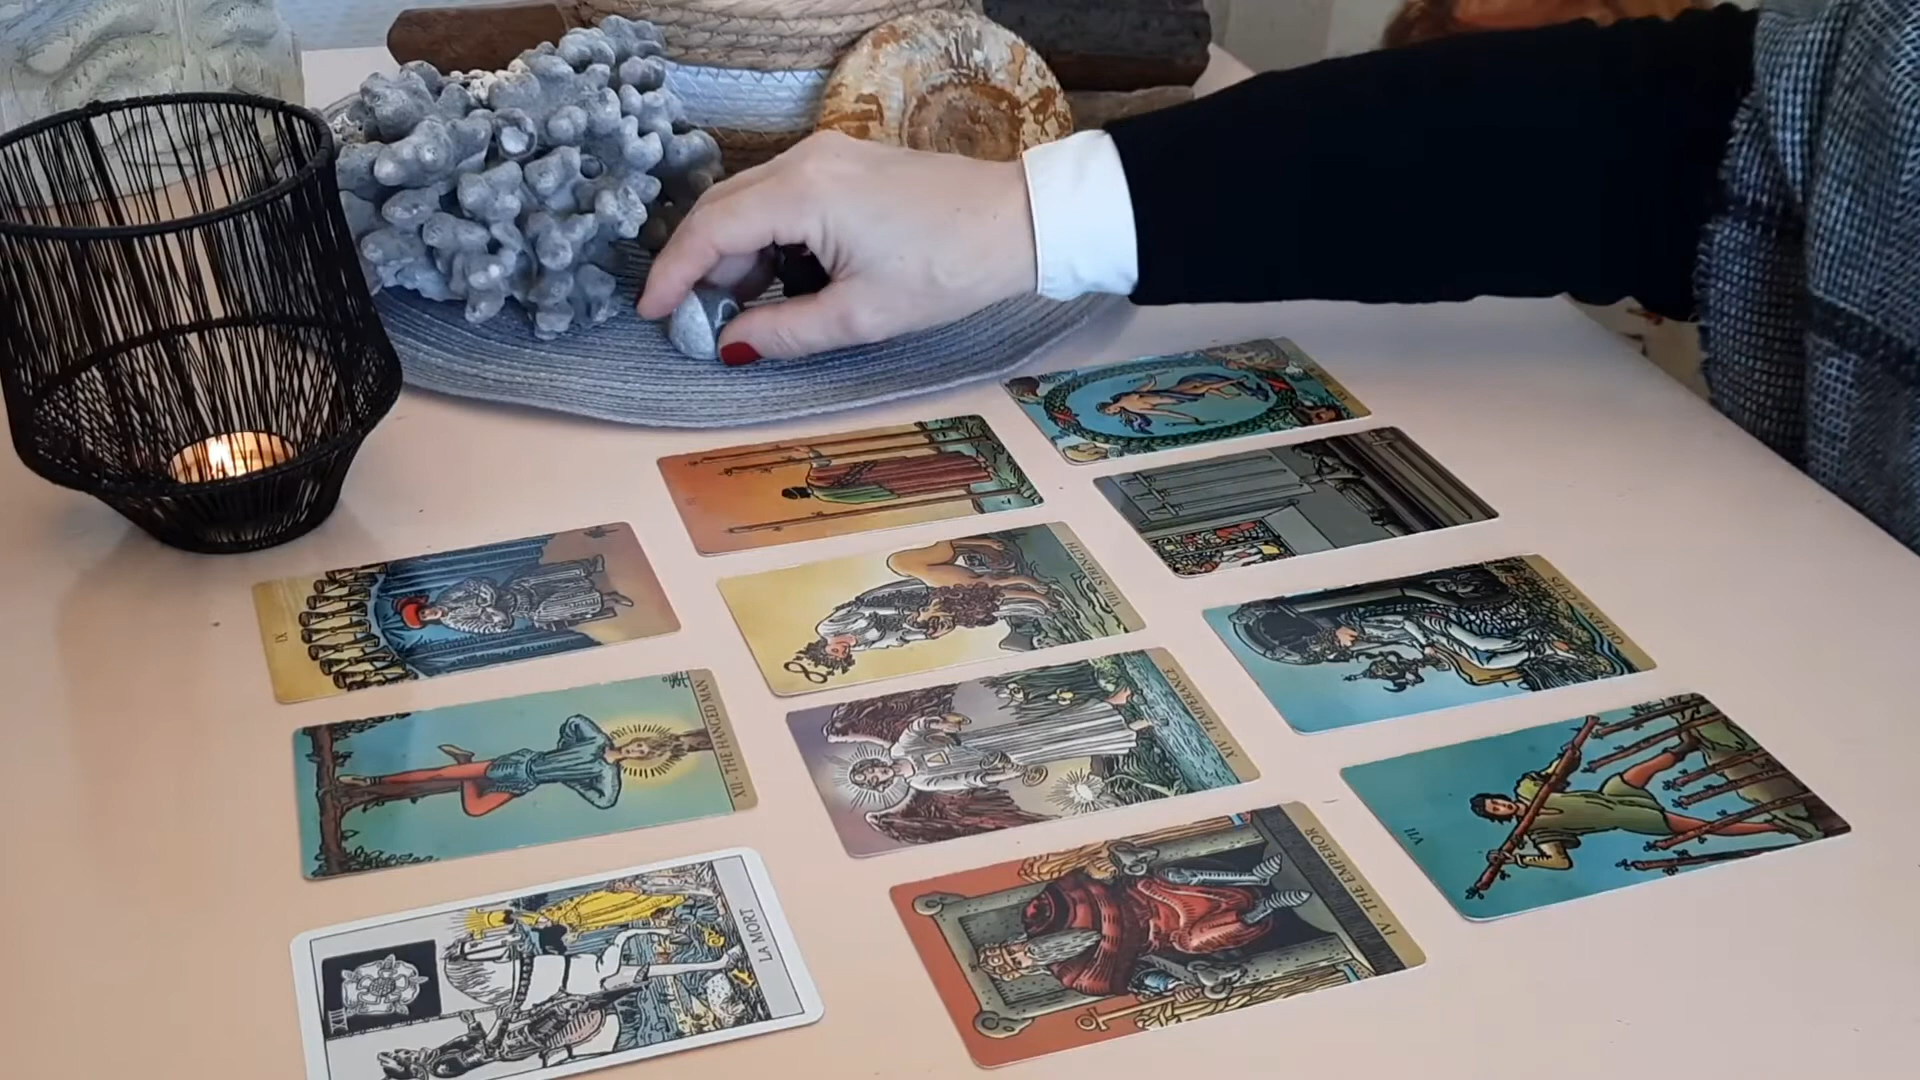 IX
VIII - STRENGTH
QUEEN OF CUPS
XII - THE HANGED MAN
XIV - TEMPERANCE
VII
IV - THE EMPEROR
XIII
LA MORT